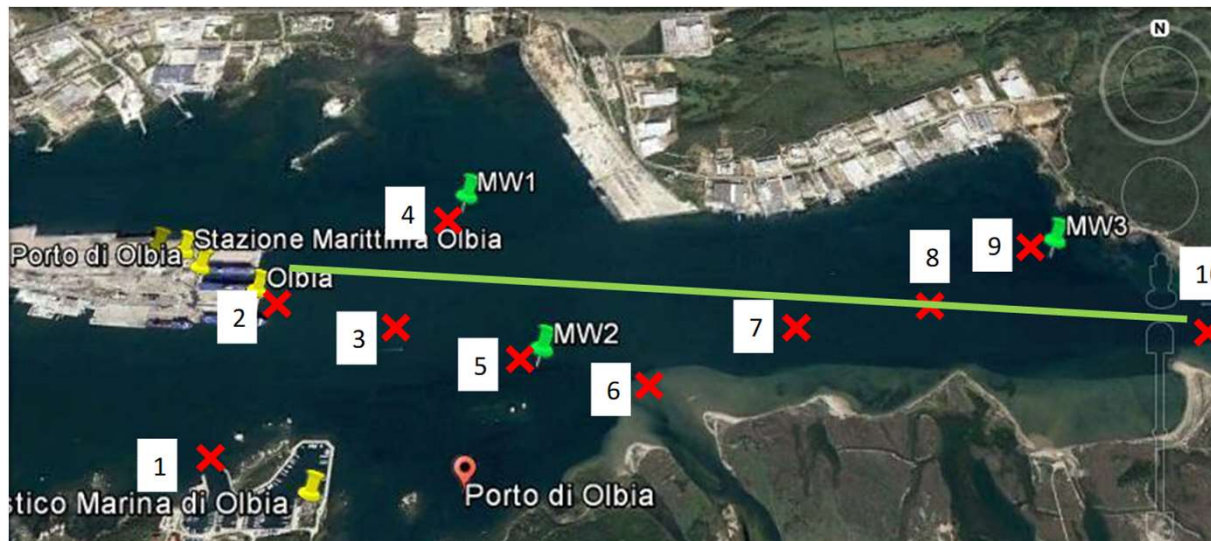 N
MW1
4
Stazione Marittima Olbia
Porto di Olbia
Olbia
2
3
MW2
5
6
7
8
9
MW3
10
1
stico Marina di Olbia
Porto di Olbia